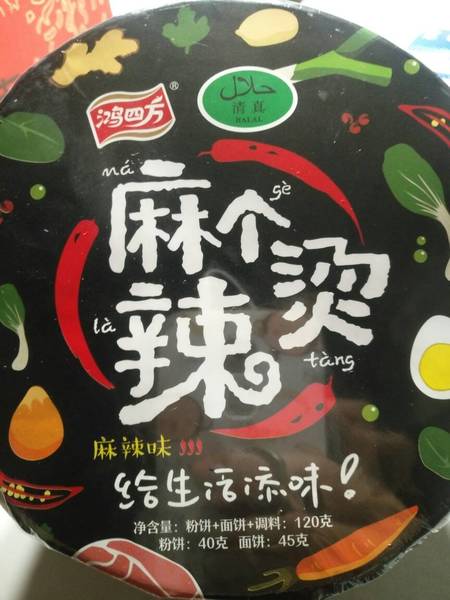 鸿四方®
حلال
清真
HALAL
ná gè
麻个
辣烫
là tàng
麻辣味
给生活添味!
净含量:粉饼+面饼+调料:120克
粉饼:40克 面饼:45克